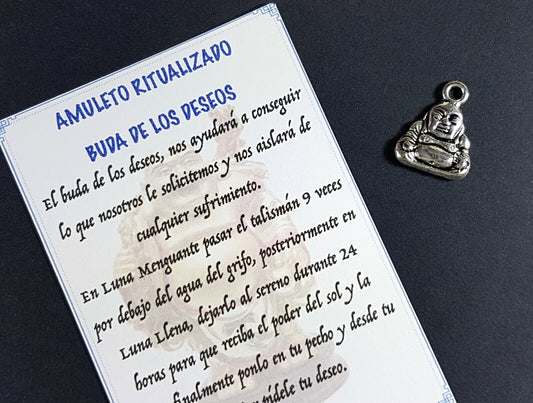 AMULETO RITUALIZADO
BUDA DE LOS DESEOS
El buda de los deseos, nos ayudará a conseguir
lo que nosotros le solicitemos y nos aislará de
cualquier sufrimiento.
En Luna Menguante pasar el talismán 9 veces
por debajo del agua del grifo, posteriormente en
Luna Llena, dejarlo al sereno durante 24
horas para que reciba el poder del sol y la
finalmente ponlo en tu pecho y desde tu
pídele tu deseo.